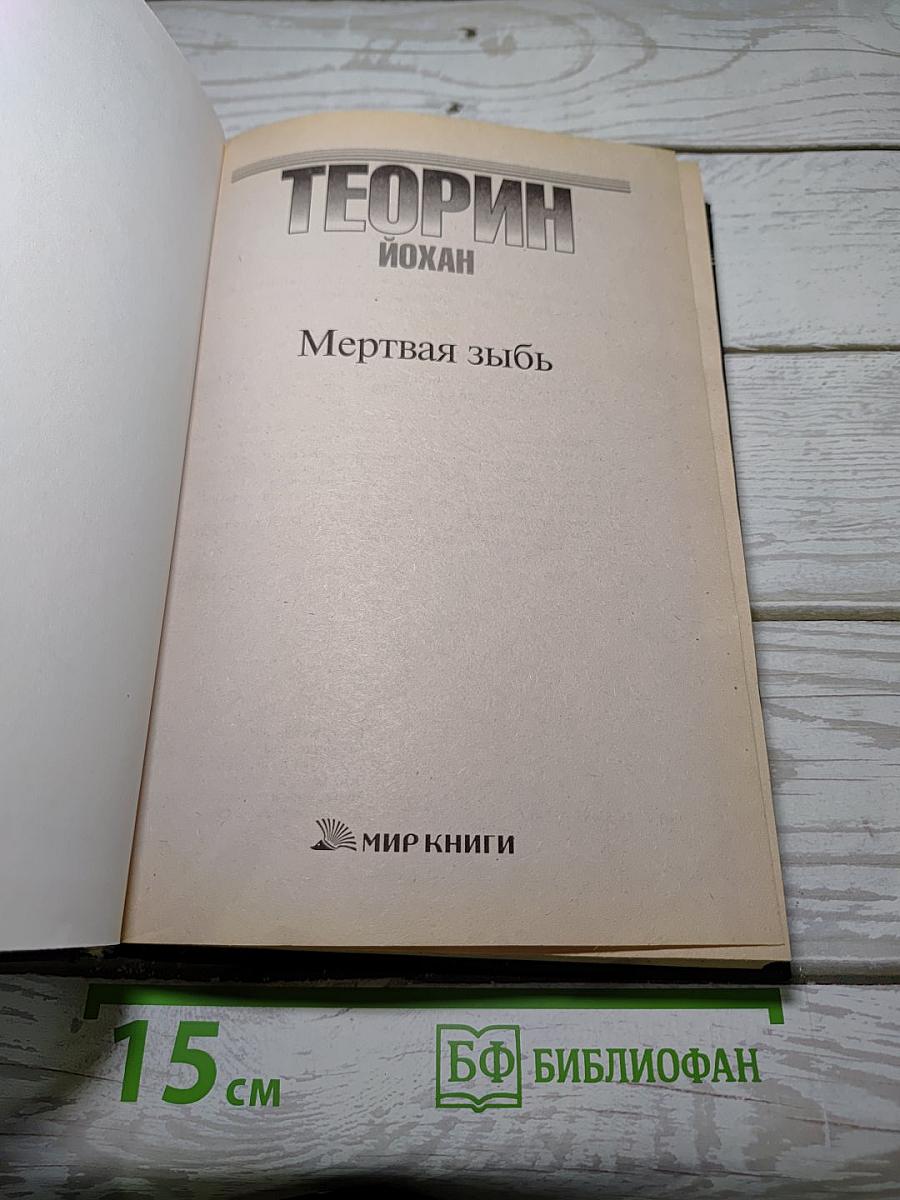 ТЕОРИН
ЙОХАН
Мертвая зыбь
МИР КНИГИ
15 см
БФ БИБЛИОФАН